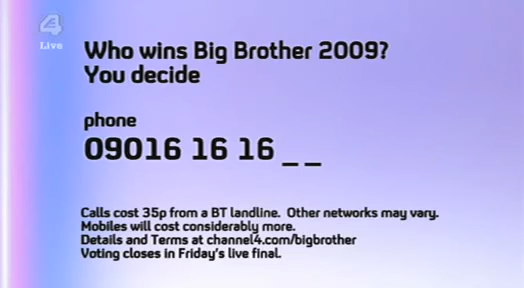 4
Live
Who wins Big Brother 2009?
You decide
phone
09016 16 16 _ _
Calls cost 35p from a BT landline. Other networks may vary.
Mobiles will cost considerably more.
Details and Terms at channel4.com/bigbrother
Voting closes in Friday's live final.